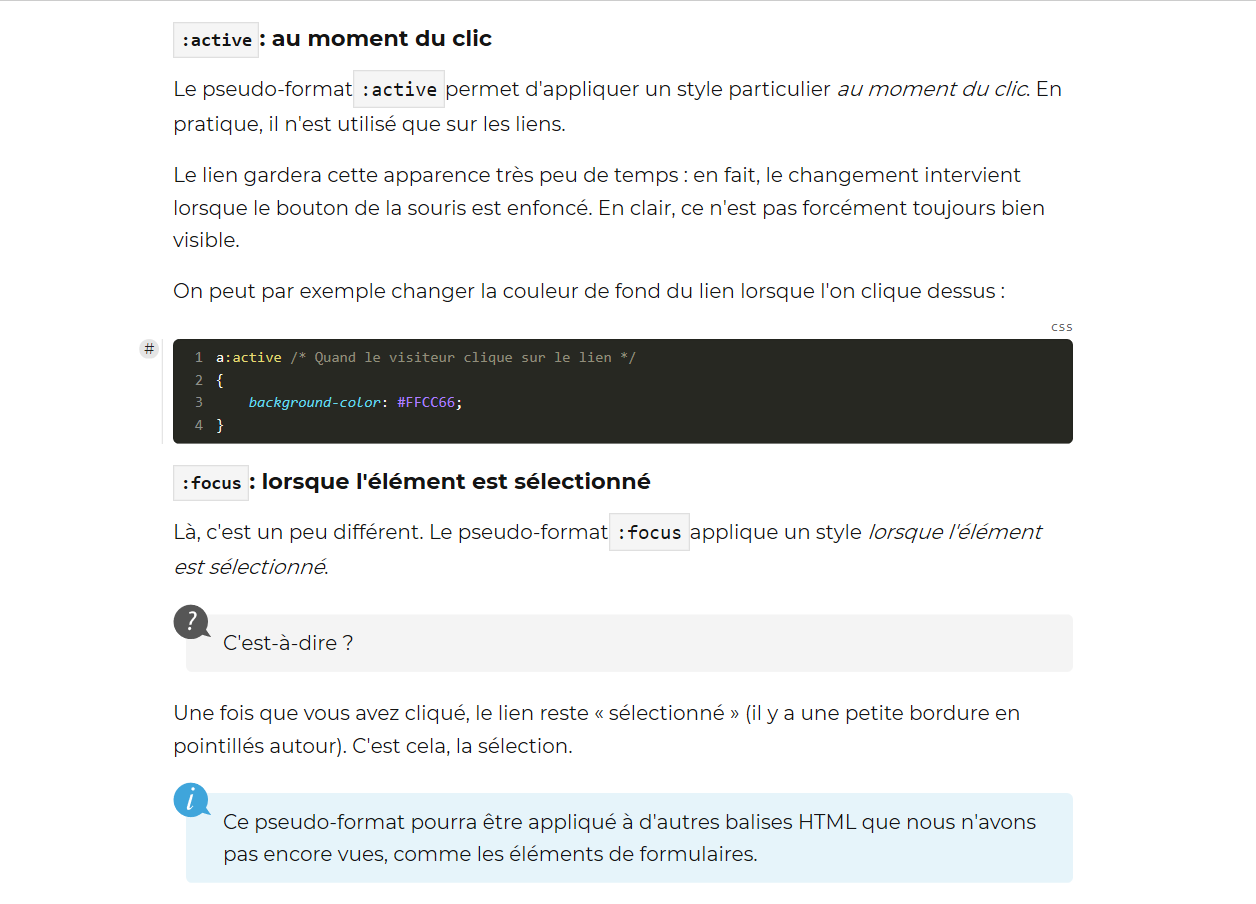 :active : au moment du clic
Le pseudo-format :active permet d'appliquer un style particulier au moment du clic. En
pratique, il n'est utilisé que sur les liens.
Le lien gardera cette apparence très peu de temps : en fait, le changement intervient
lorsque le bouton de la souris est enfoncé. En clair, ce n'est pas forcément toujours bien
visible.
On peut par exemple changer la couleur de fond du lien lorsque l'on clique dessus :
css
#
1 a:active /* Quand le visiteur clique sur le lien */
2 {
3     background-color: #FFCC66;
4 }
:focus : lorsque l'élément est sélectionné
Là, c'est un peu différent. Le pseudo-format :focus applique un style lorsque l'élément
est sélectionné.
?
C'est-à-dire ?
Une fois que vous avez cliqué, le lien reste « sélectionné » (il y a une petite bordure en
pointillés autour). C'est cela, la sélection.
i
Ce pseudo-format pourra être appliqué à d'autres balises HTML que nous n'avons
pas encore vues, comme les éléments de formulaires.